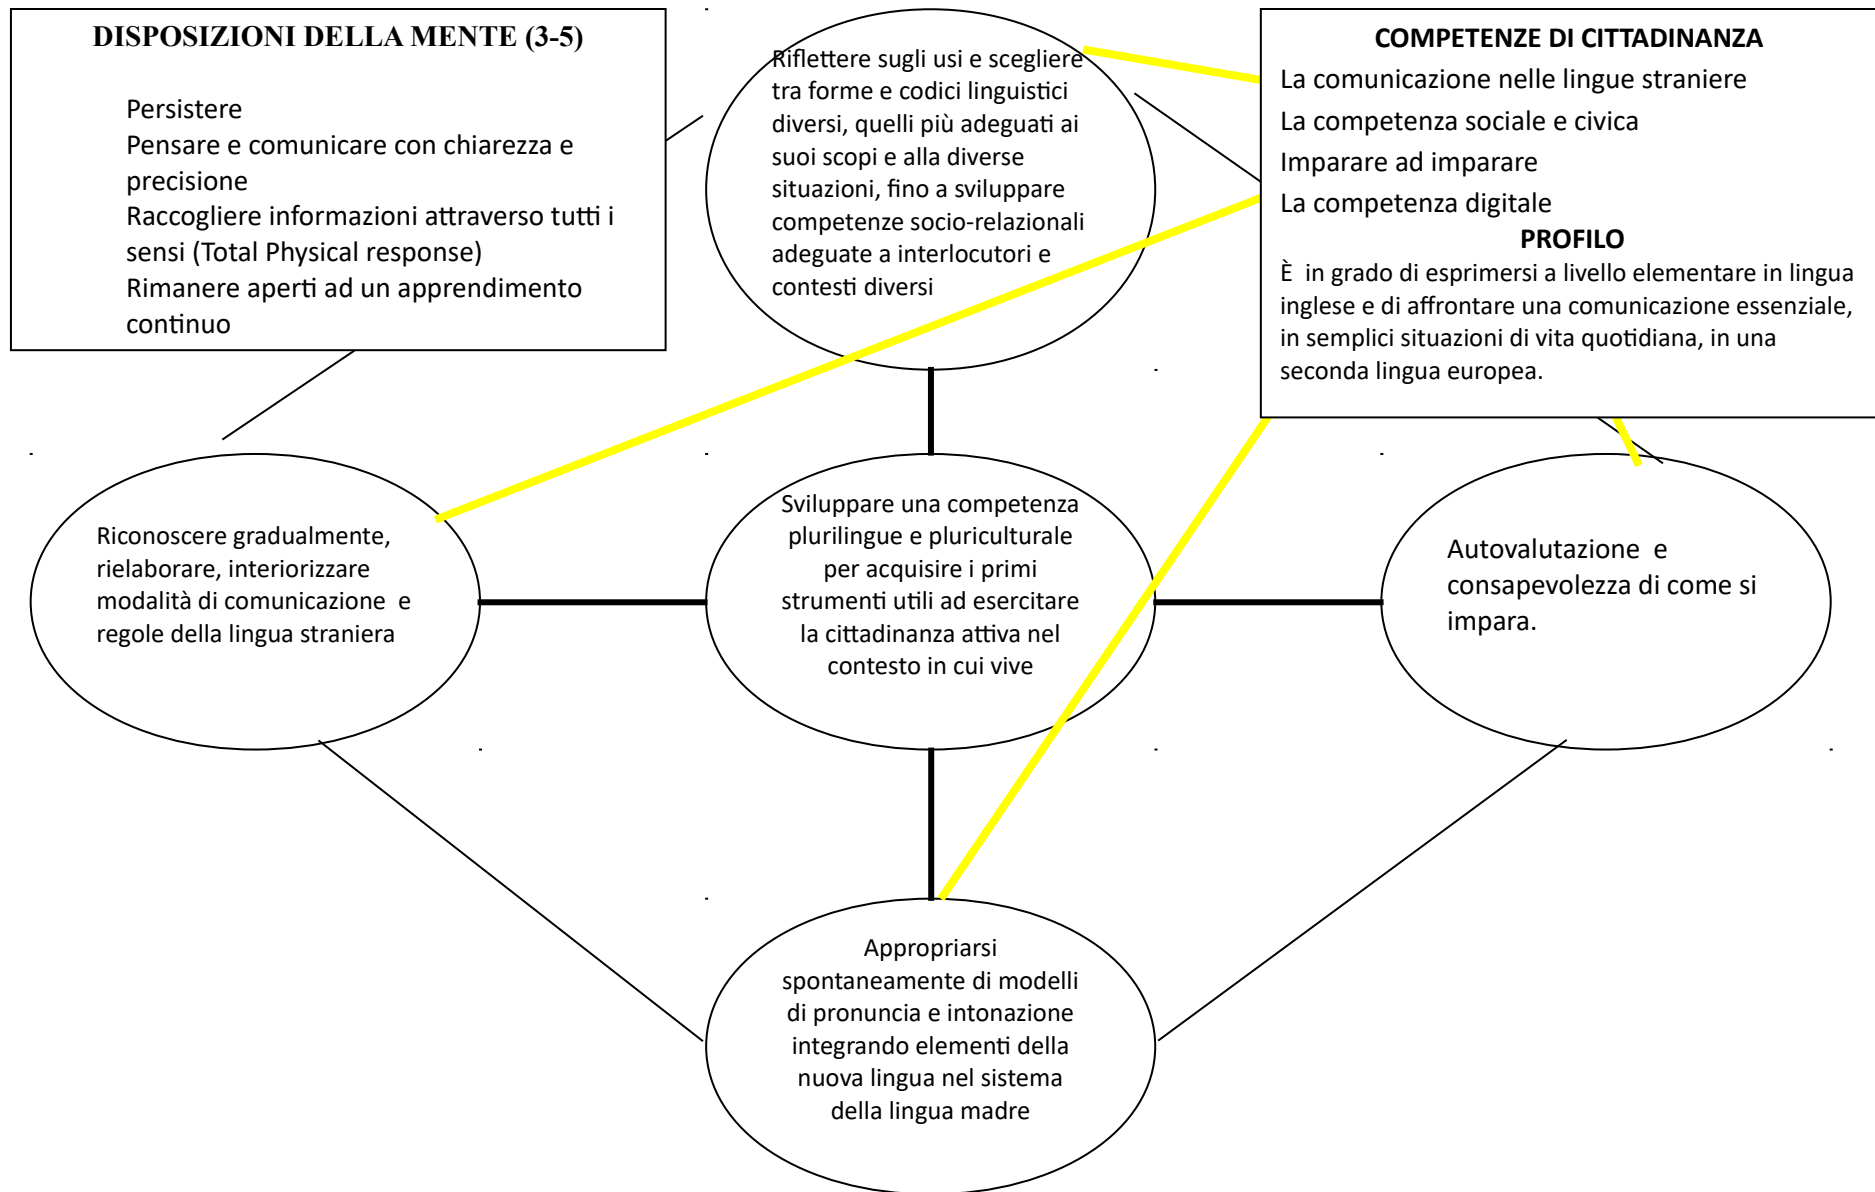 DISPOSIZIONI DELLA MENTE (3-5)
Persistere
Pensare e comunicare con chiarezza e
precisione
Raccogliere informazioni attraverso tutti i
sensi (Total Physical response)
Rimanere aperti ad un apprendimento
continuo
Riflettere sugli usi e scegliere
tra forme e codici linguistici
diversi, quelli più adeguati ai
suoi scopi e alla diverse
situazioni, fino a sviluppare
competenze socio-relazionali
adeguate a interlocutori e
contesti diversi
COMPETENZE DI CITTADINANZA
La comunicazione nelle lingue straniere
La competenza sociale e civica
Imparare ad imparare
La competenza digitale
PROFILO
È  in grado di esprimersi a livello elementare in lingua
inglese e di affrontare una comunicazione essenziale,
in semplici situazioni di vita quotidiana, in una
seconda lingua europea.
Riconoscere gradualmente,
rielaborare, interiorizzare
modalità di comunicazione  e
regole della lingua straniera
Sviluppare una competenza
plurilingue e pluriculturale
per acquisire i primi
strumenti utili ad esercitare
la cittadinanza attiva nel
contesto in cui vive
Autovalutazione  e
consapevolezza di come si
impara.
Appropriarsi
spontaneamente di modelli
di pronuncia e intonazione
integrando elementi della
nuova lingua nel sistema
della lingua madre